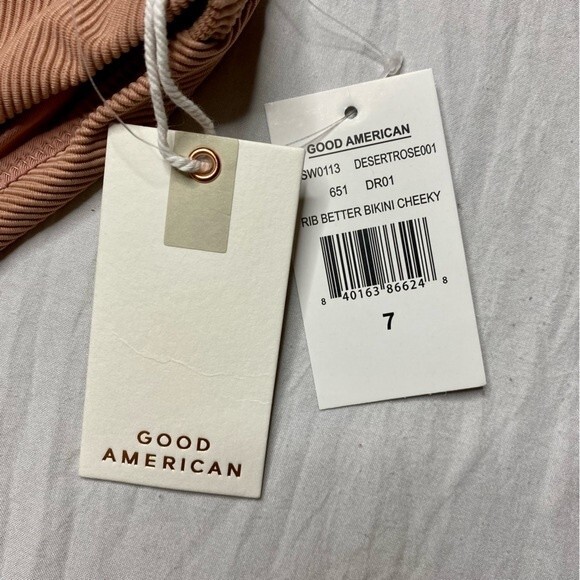 GOOD
AMERICAN
GOOD AMERICAN
SW0113 DESERTROSE001
651 DR01
RIB BETTER BIKINI CHEEKY
8 40163 86624 8
7